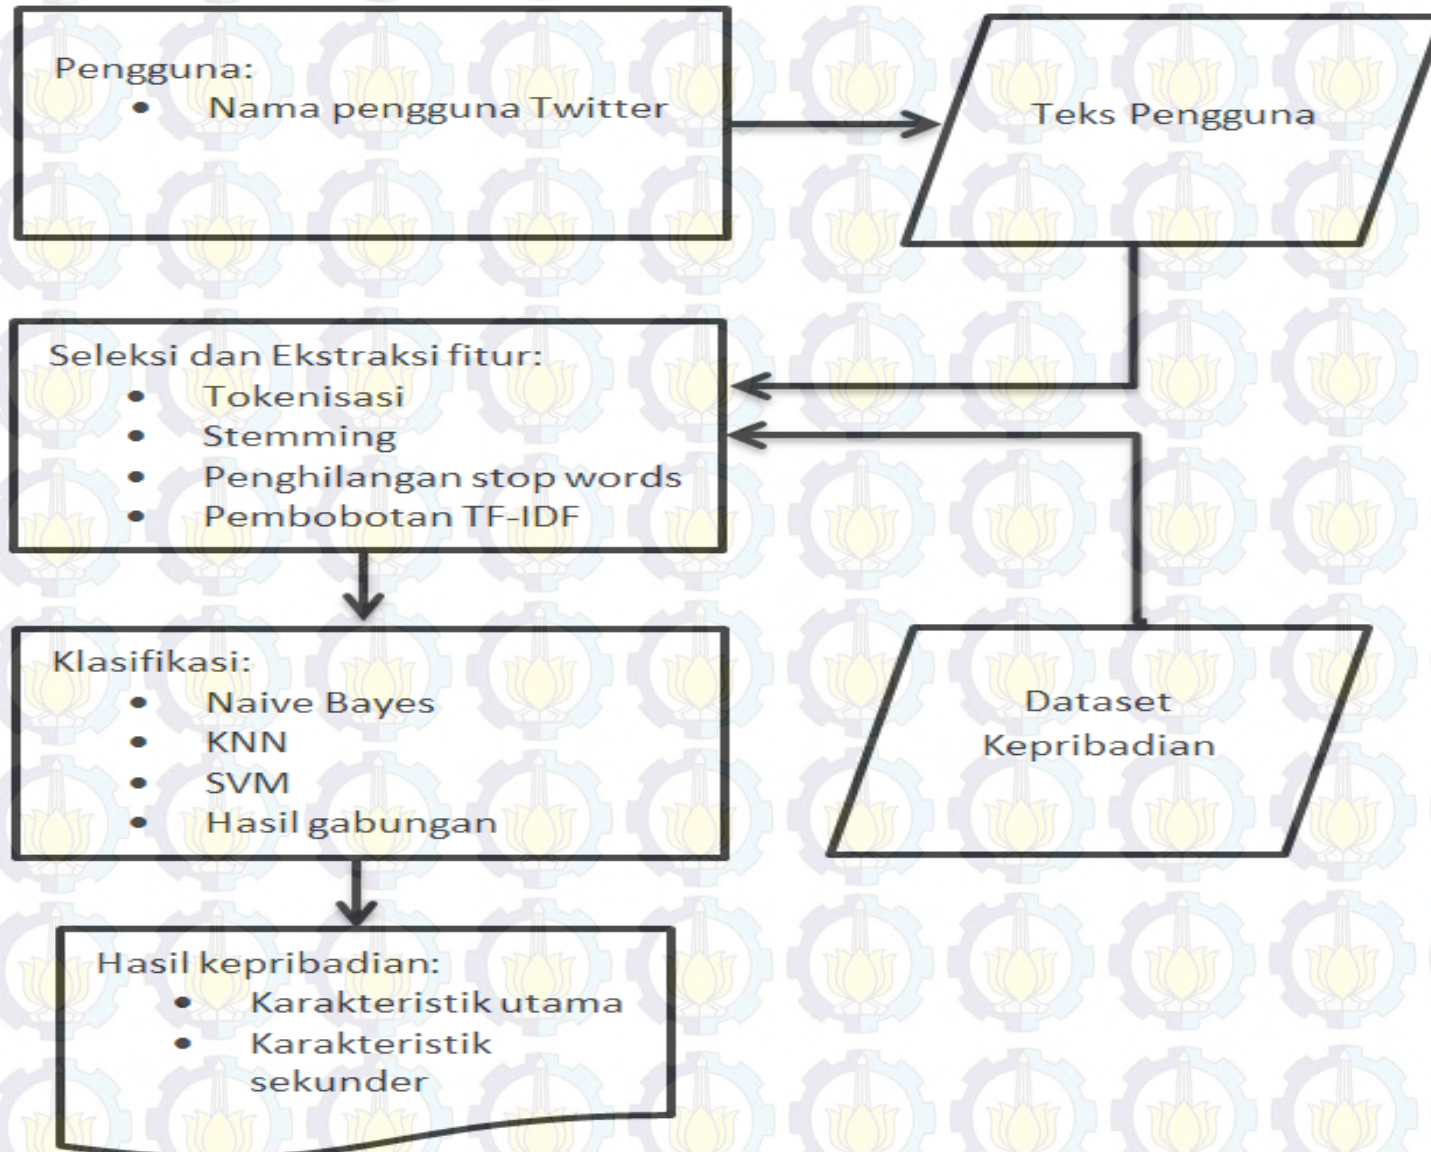 Pengguna:
• Nama pengguna Twitter
Teks Pengguna
Seleksi dan Ekstraksi fitur:
• Tokenisasi
• Stemming
• Penghilangan stop words
• Pembobotan TF-IDF
Klasifikasi:
• Naive Bayes
• KNN
• SVM
• Hasil gabungan
Dataset
Kepribadian
Hasil kepribadian:
• Karakteristik utama
• Karakteristik
sekunder